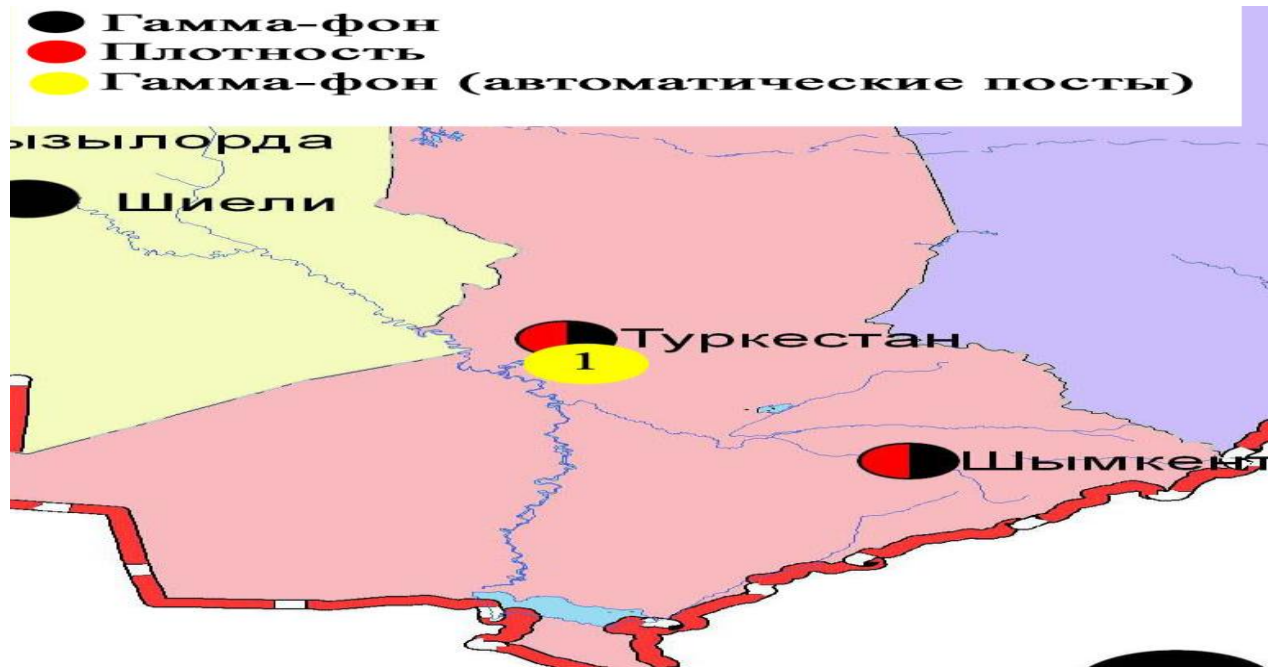 Гамма-фон
Плотность
Гамма-фон (автоматические посты)
ызылорда
Шиели
Туркестан
1
Шымкент